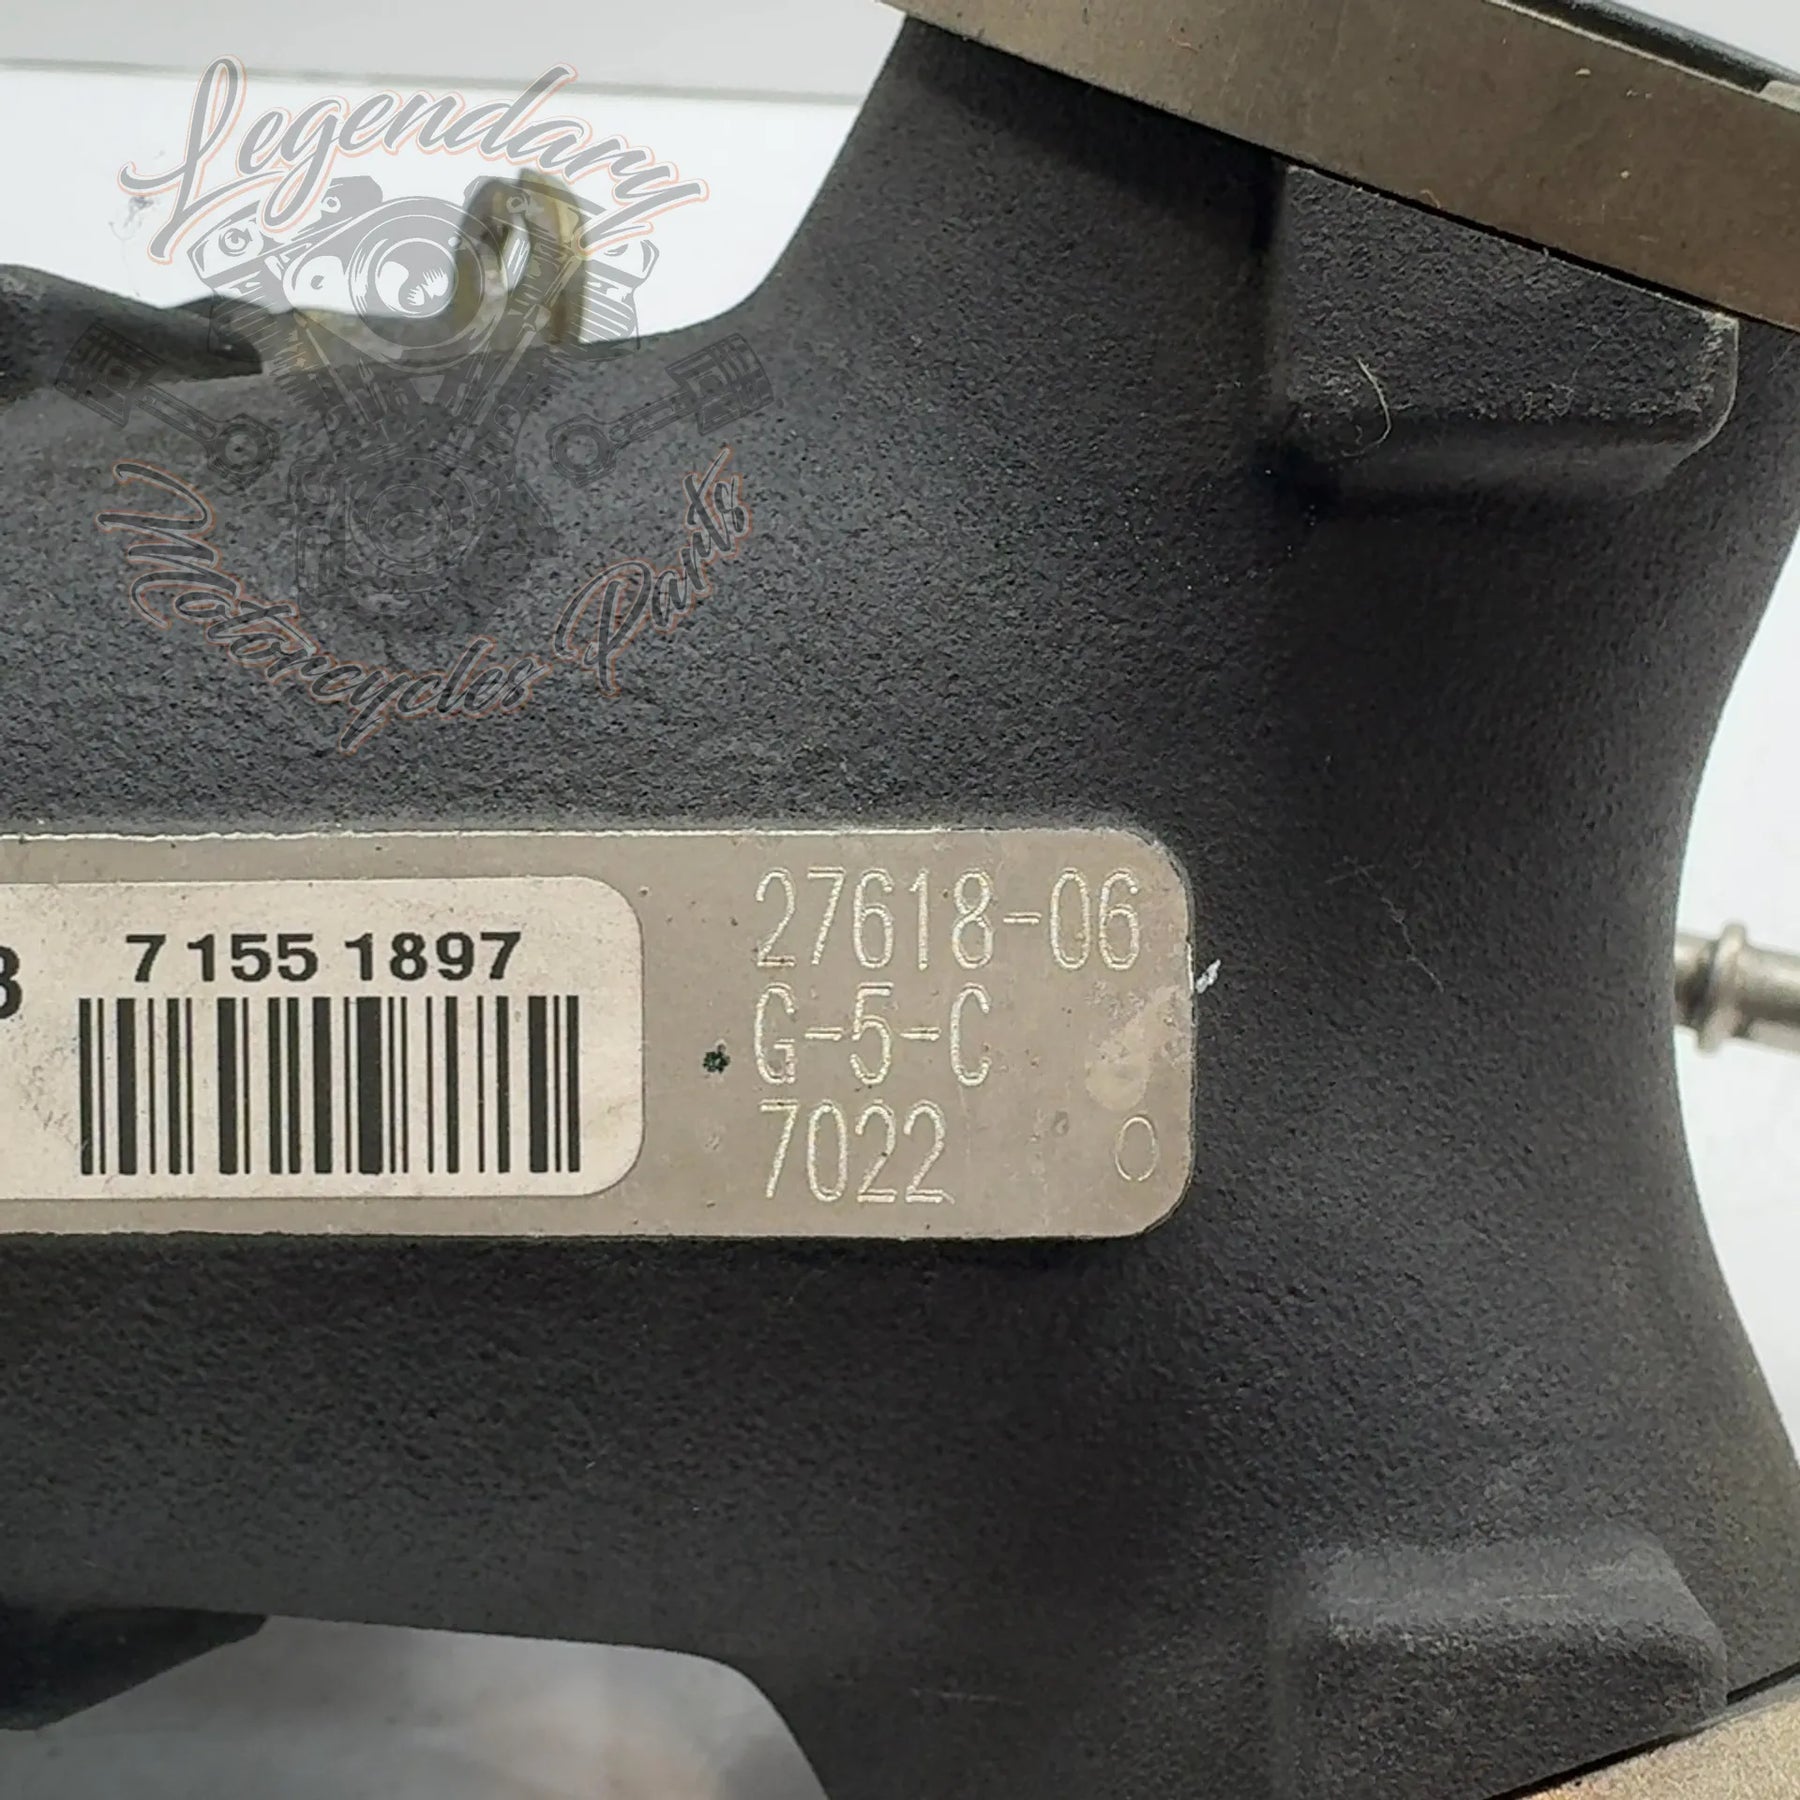 Legendary
Motorcycles Parts
7 155 1897
27618-06
G-5-C
7022